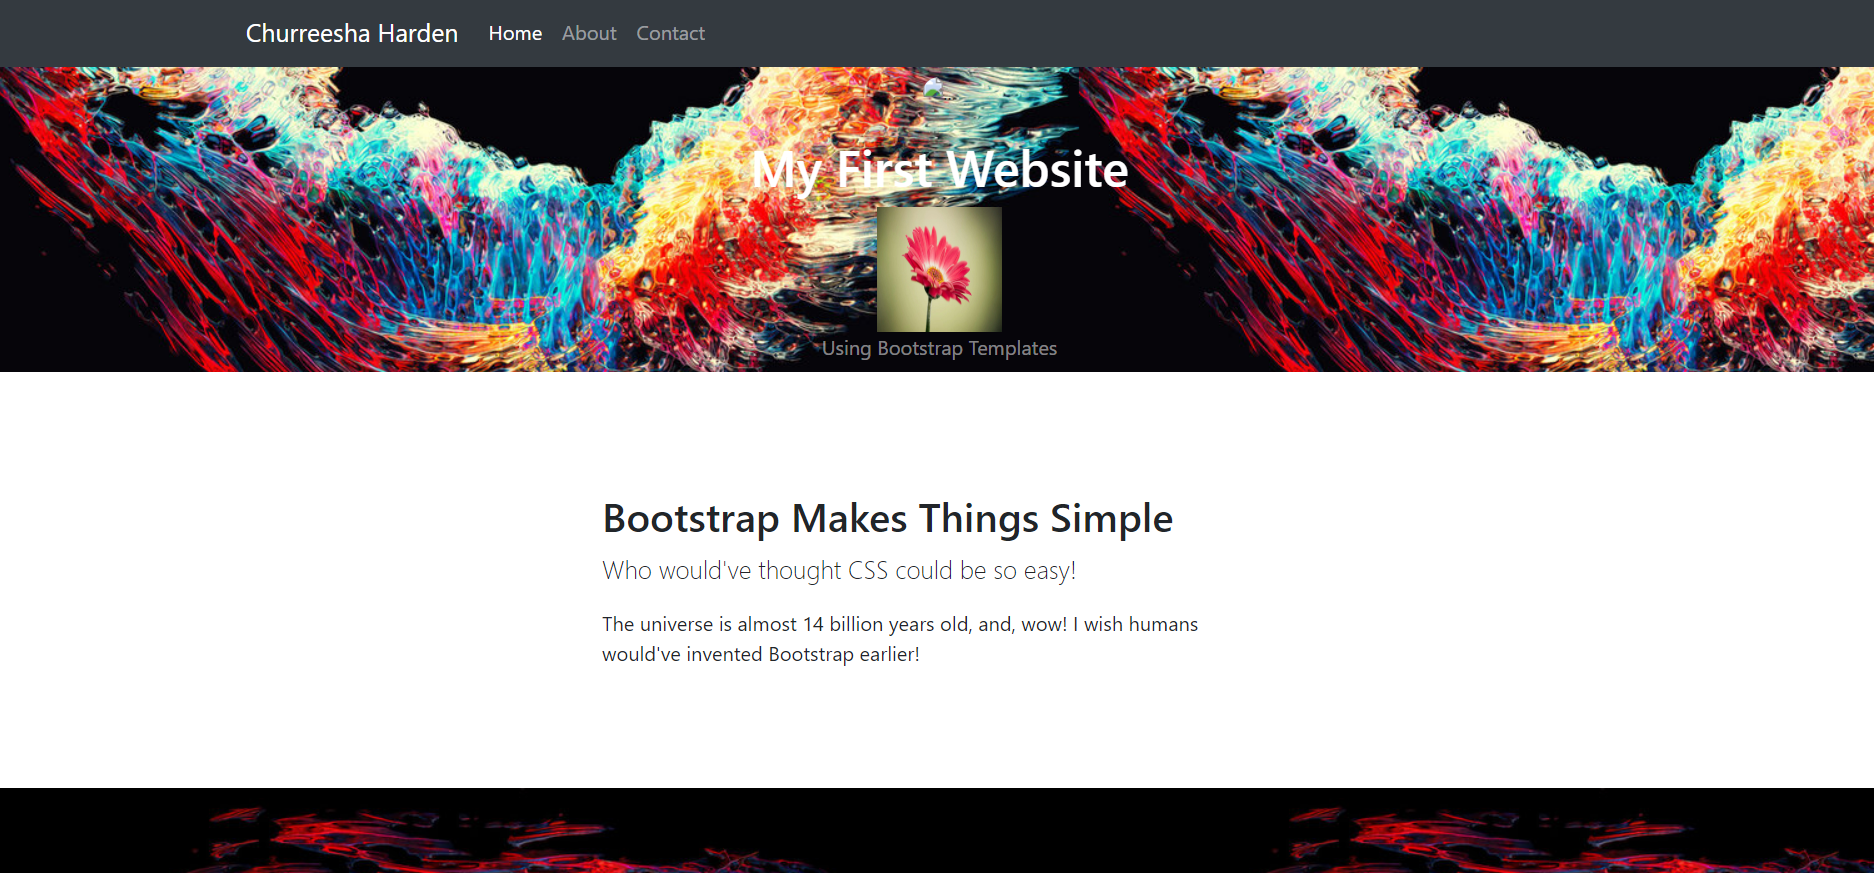 Churreesha Harden Home About Contact
My First Website
Using Bootstrap Templates
Bootstrap Makes Things Simple
Who would've thought CSS could be so easy!
The universe is almost 14 billion years old, and, wow! I wish humans
would've invented Bootstrap earlier!